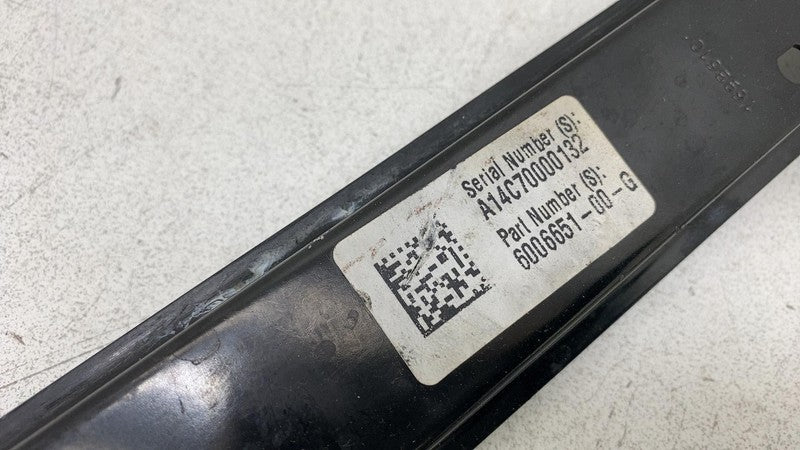 Serial Number (S):
A14C70000132
Part Number (S):
6006651-00-G